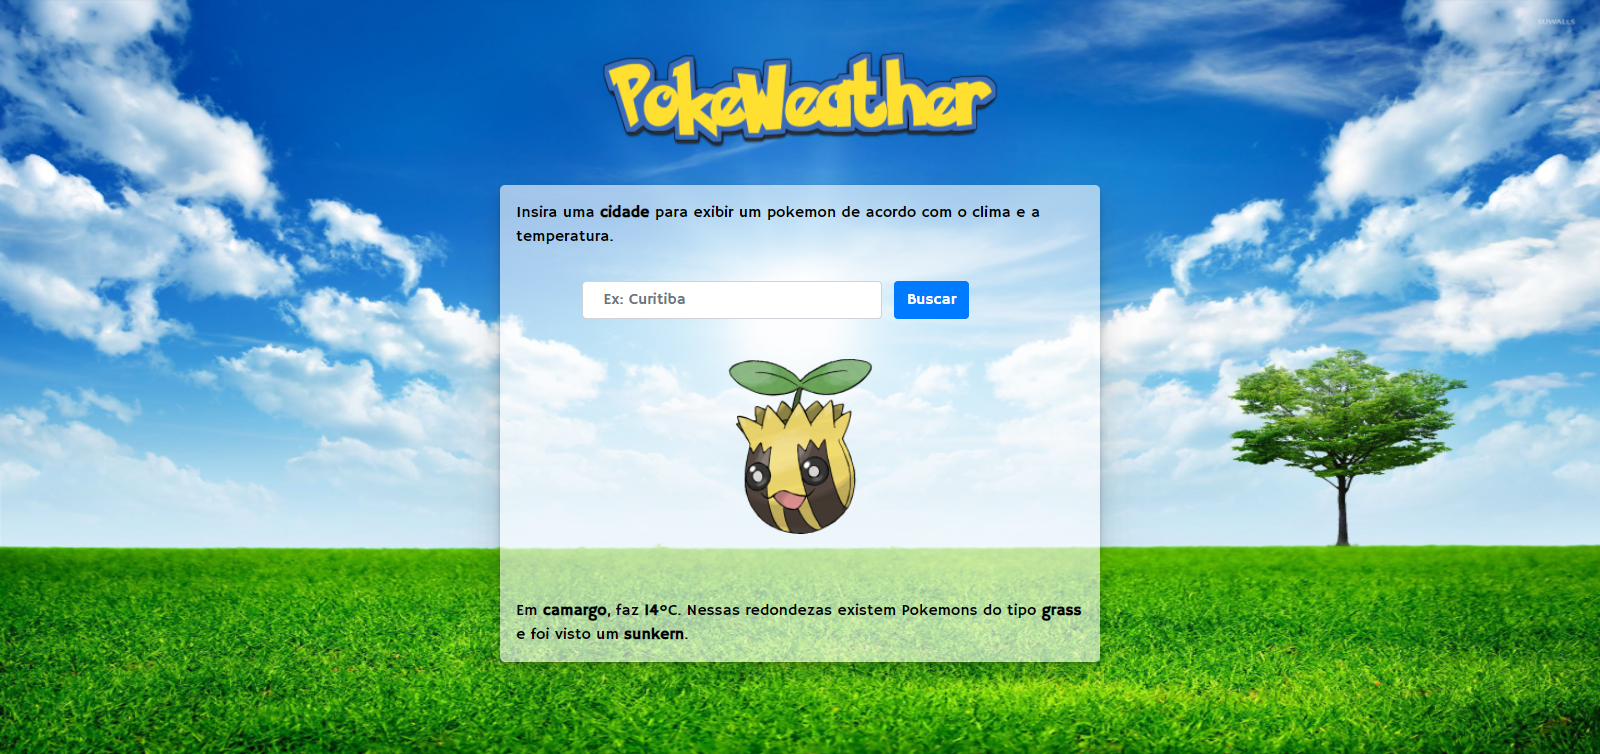 SUWALLS
PokeWeather
Insira uma cidade para exibir um pokemon de acordo com o clima e a
temperatura.
Ex: Curitiba
Buscar
Em camargo, faz 14°C. Nessas redondezas existem Pokemons do tipo grass
e foi visto um sunkern.